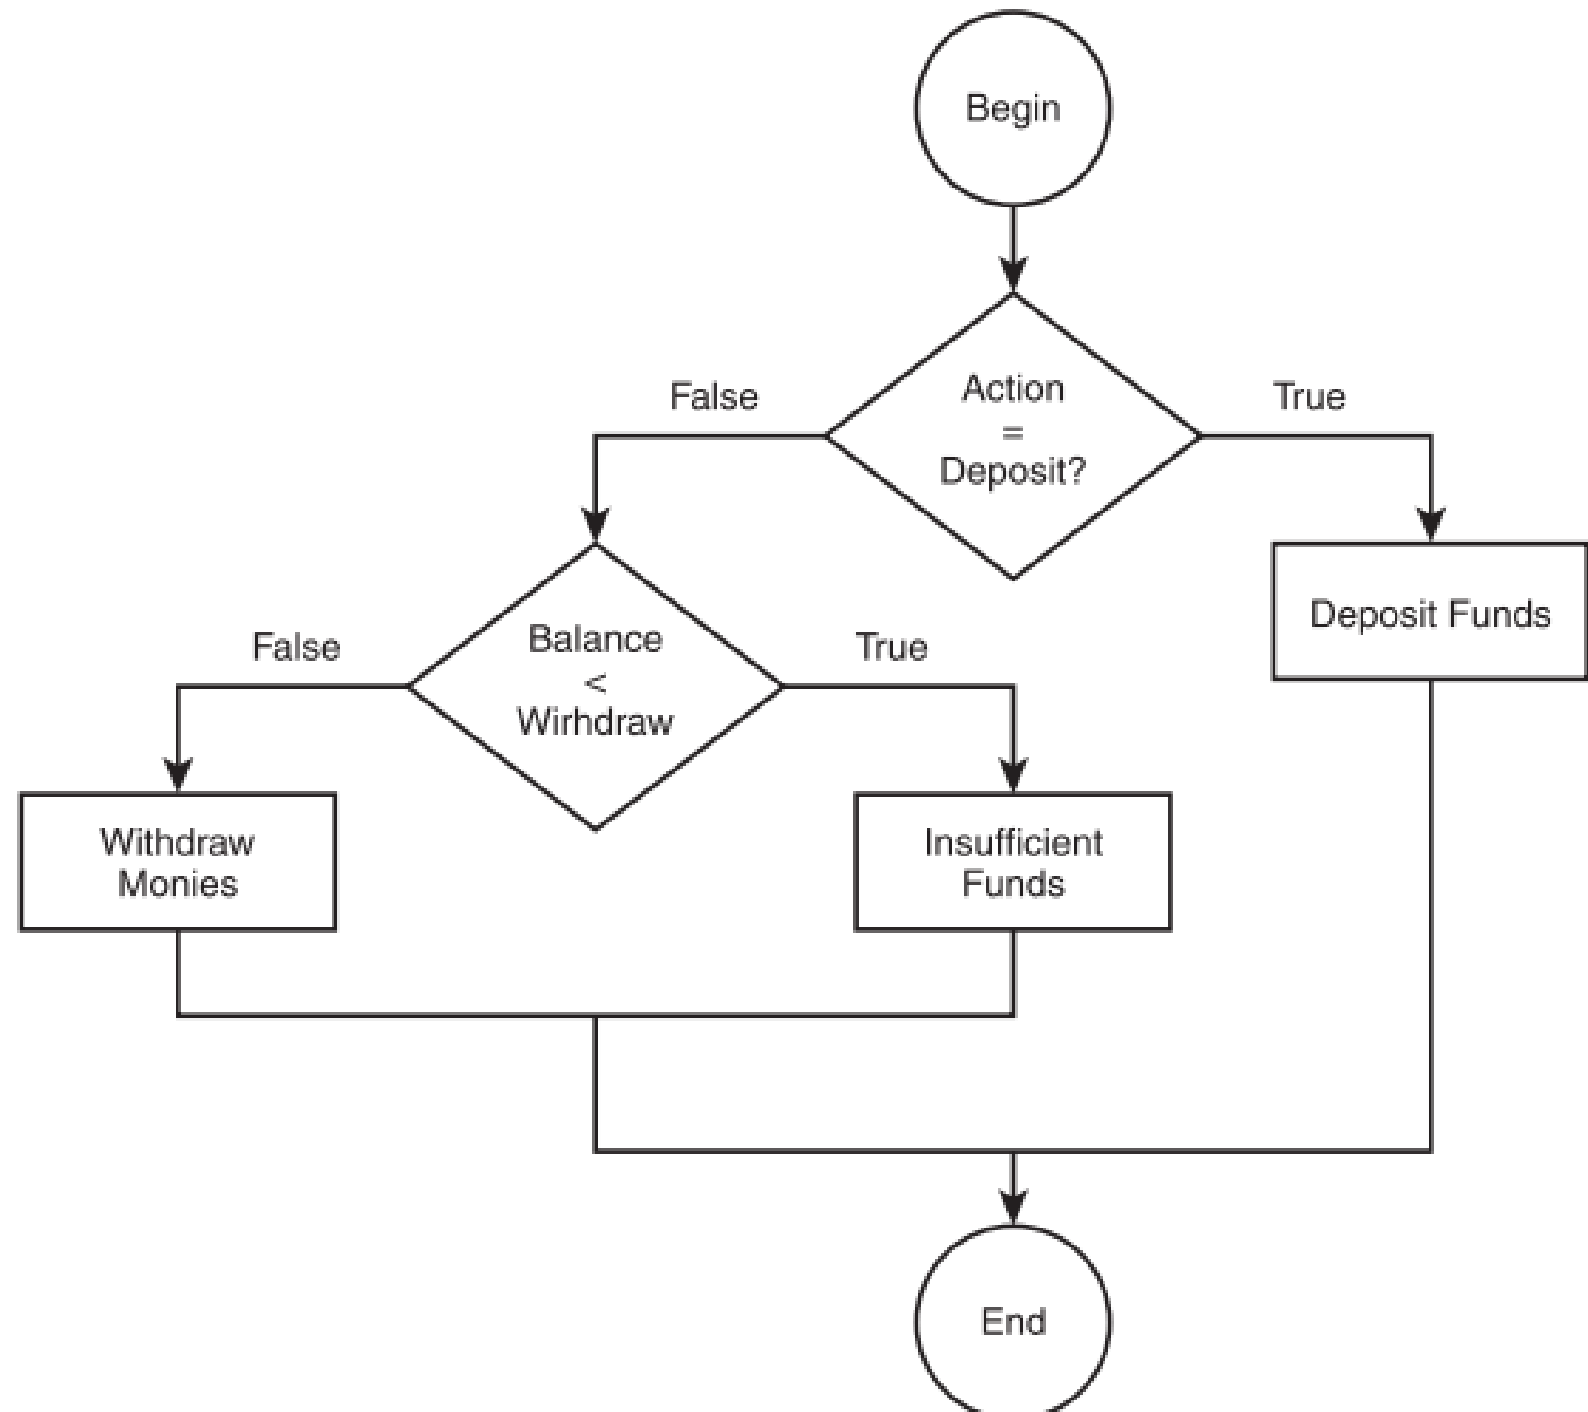 Begin
False
Action
=
Deposit?
True
False
Balance
<
Wirhdraw
True
Deposit Funds
Withdraw
Monies
Insufficient
Funds
End